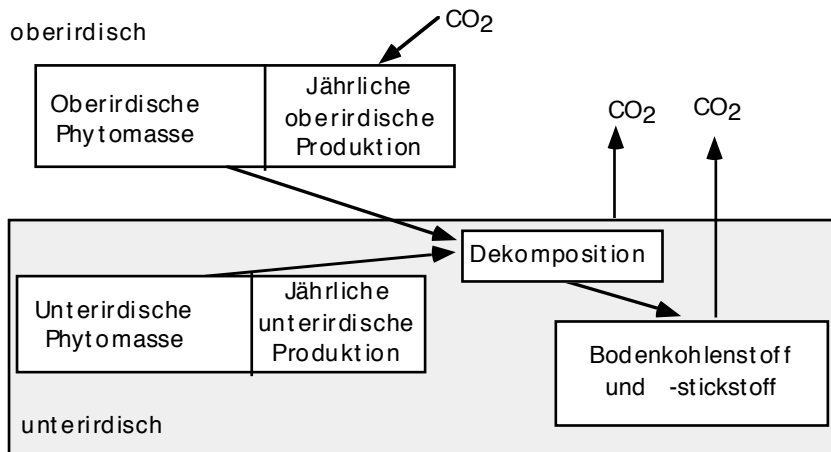 oberirdisch
CO2
Oberirdische
Phytomasse
Jährliche
oberirdische
Produktion
CO2
CO2
Dekomposition
Unterirdische
Phytomasse
Jährliche
unterirdische
Produktion
Bodenkohlenstoff
und -stickstoff
unterirdisch